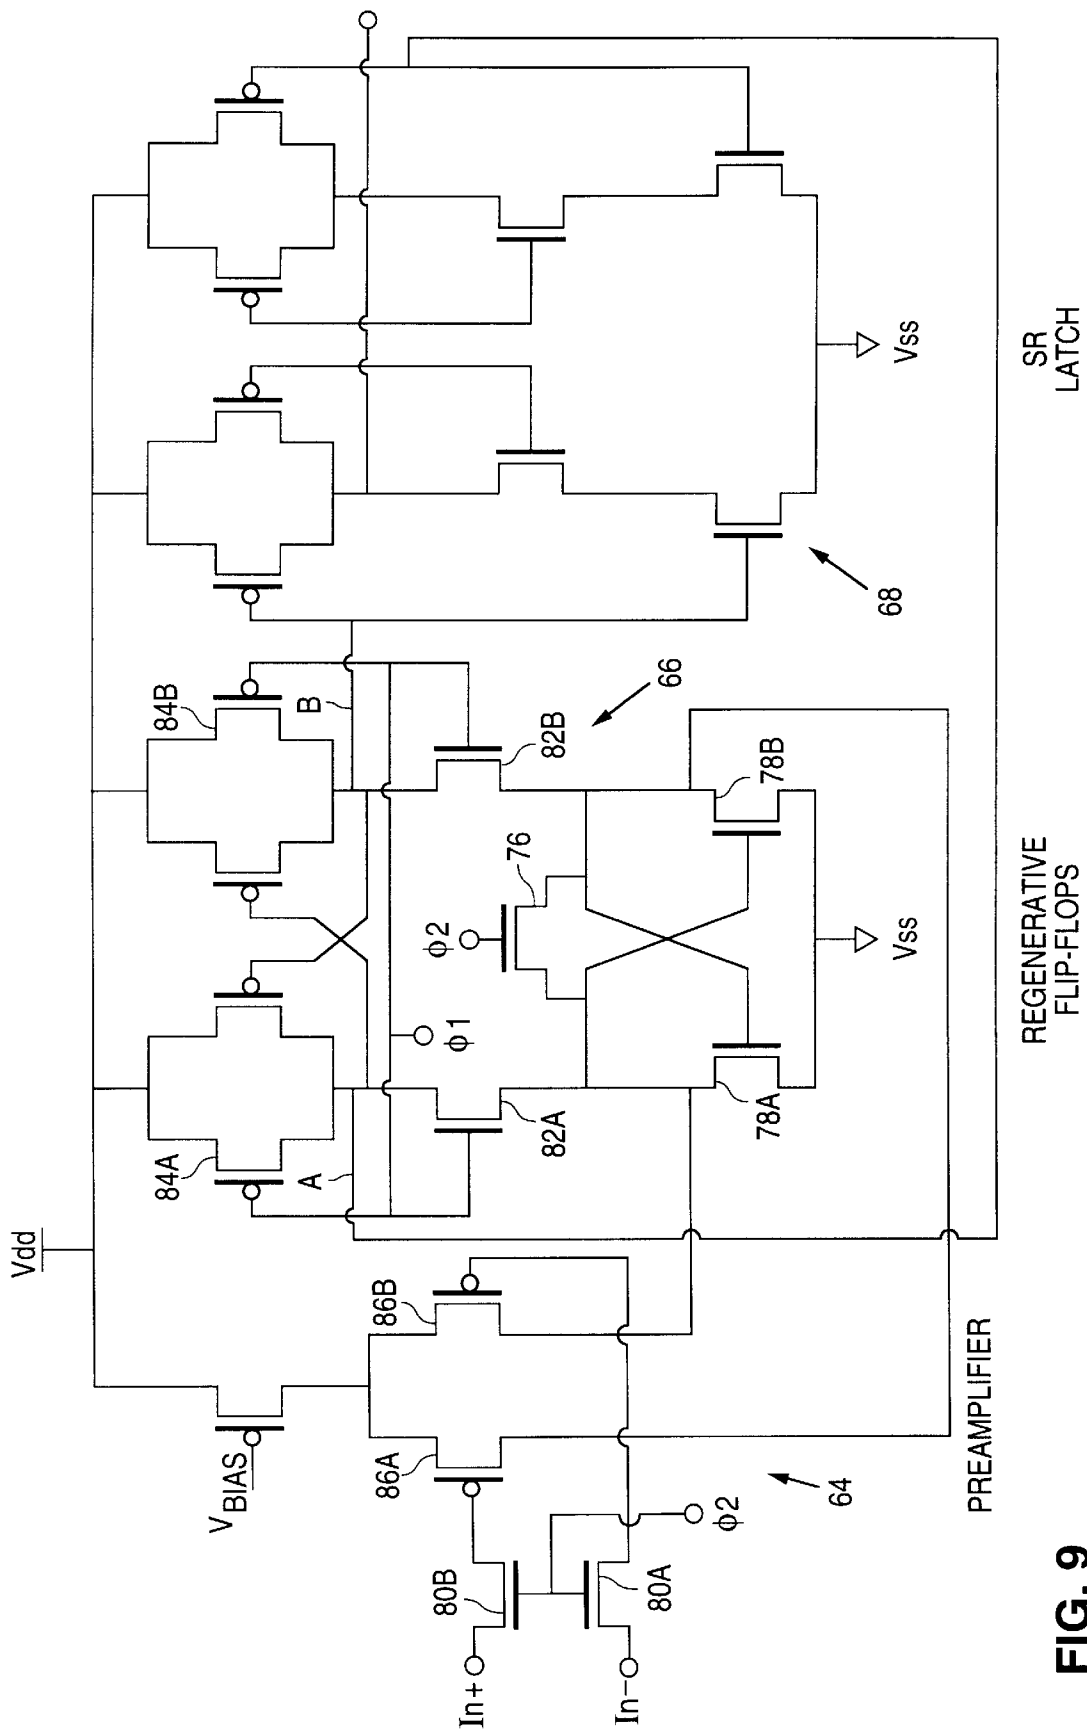 Vdd
VBIAS
84A
84B
A
B
ϕ1
ϕ2
86A
86B
82A
82B
76
66
In+
In−
80B
80A
ϕ2
64
78A
78B
68
Vss
Vss
PREAMPLIFIER
REGENERATIVE
FLIP-FLOPS
SR
LATCH
FIG. 9